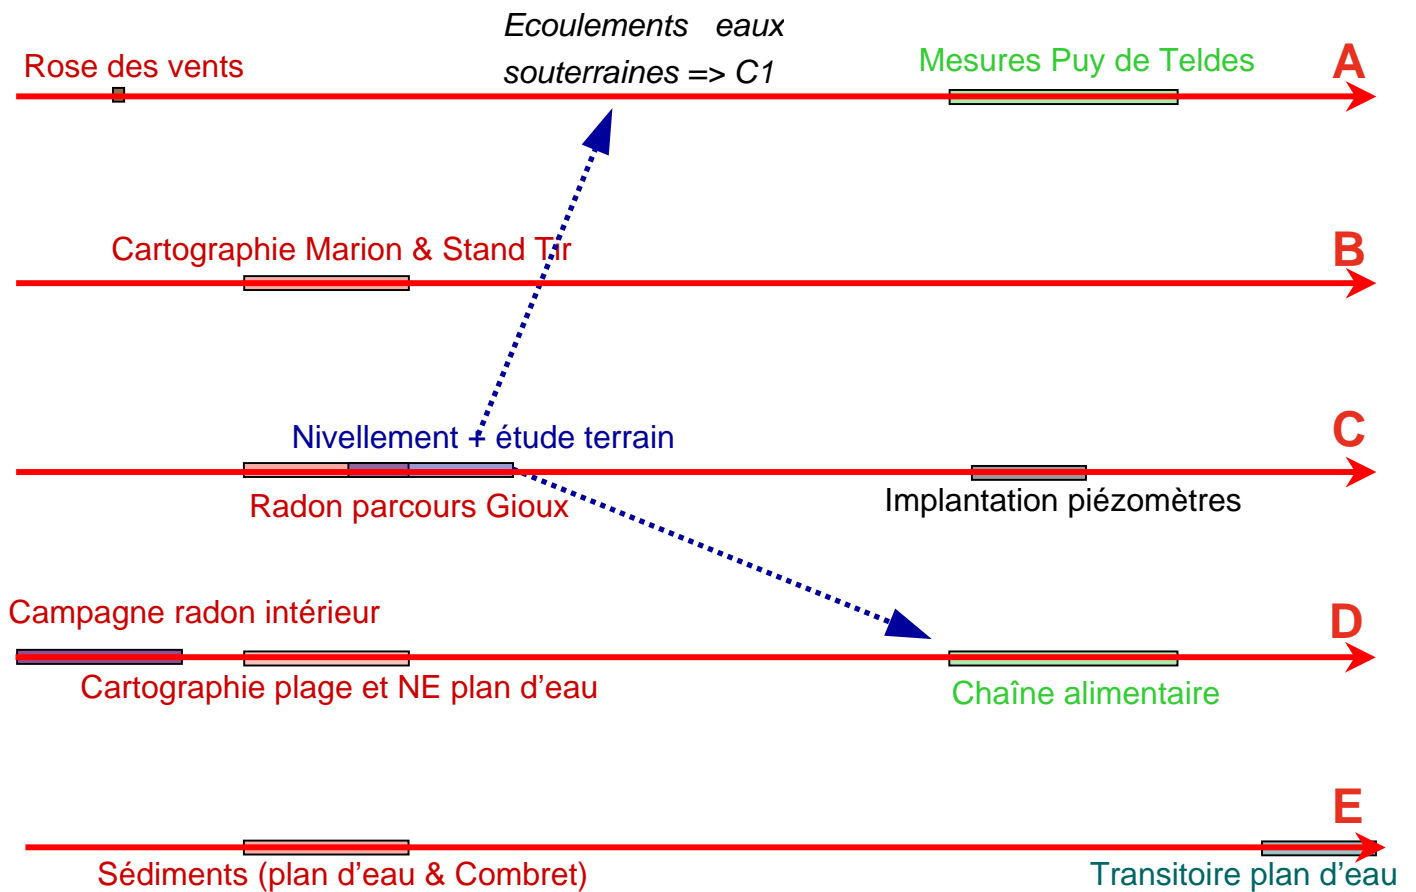 Ecoulements eaux
souterraines => C1
Rose des vents
Mesures Puy de Teldes
A
Cartographie Marion & Stand Tir
B
Nivellement + étude terrain
C
Radon parcours Gioux
Implantation piézomètres
Campagne radon intérieur
D
Cartographie plage et NE plan d'eau
Chaîne alimentaire
E
Sédiments (plan d'eau & Combret)
Transitoire plan d'eau